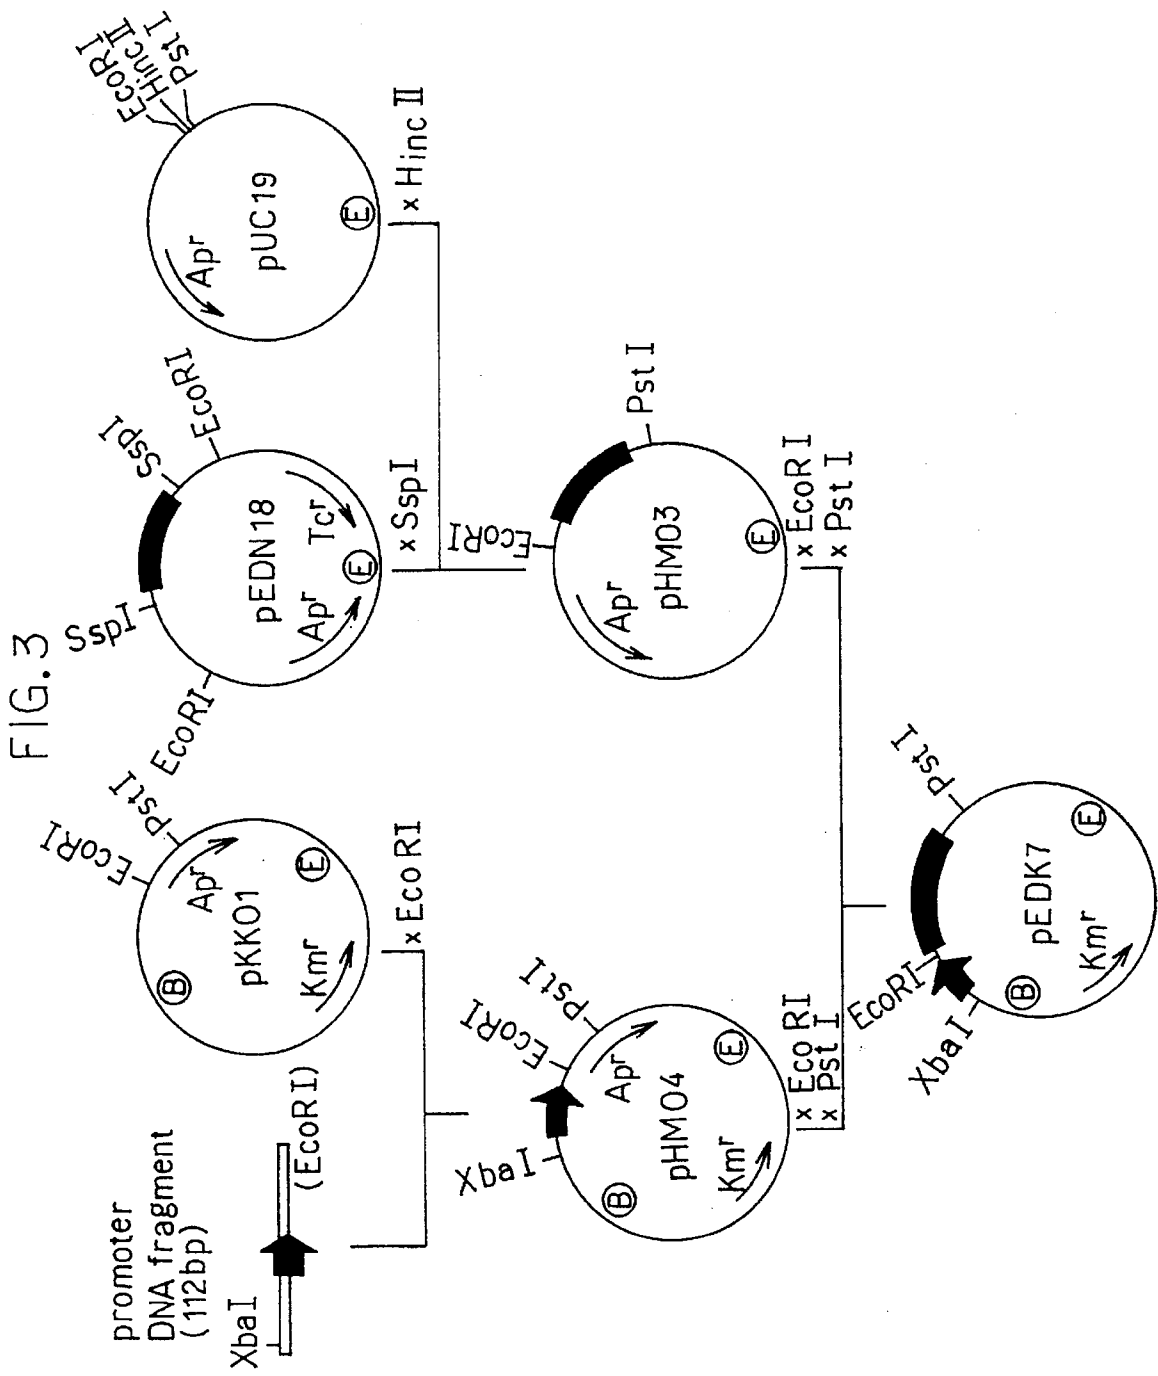 FIG.3
promoter
DNA fragment
(112bp)
XbaI
(EcoRI)
EcoRI
PstI
B
Apr
pKK01
Kmr
E
x EcoRI
SspI
SspI
EcoRI
EcoRI
pEDN18
Apr
Tcr
E
x SspI
EcoRI
HincII
PstI
Apr
pUC19
E
x HincII
XbaI
EcoRI
PstI
B
Apr
pHM04
Kmr
E
x EcoRI
x PstI
EcoRI
PstI
Apr
pHM03
E
x EcoRI
x PstI
XbaI
EcoRI
PstI
B
pEDK7
Kmr
E